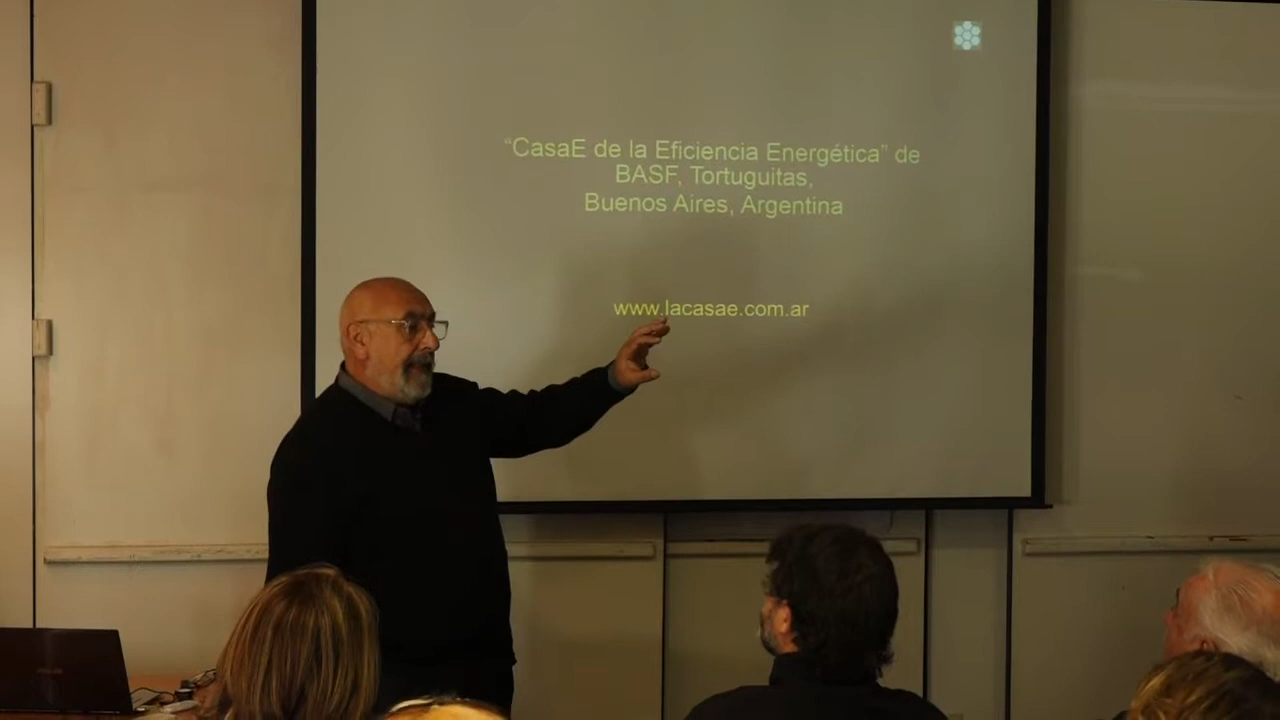 “CasaE de la Eficiencia Energética” de
BASF, Tortuguitas,
Buenos Aires, Argentina
www.lacasae.com.ar